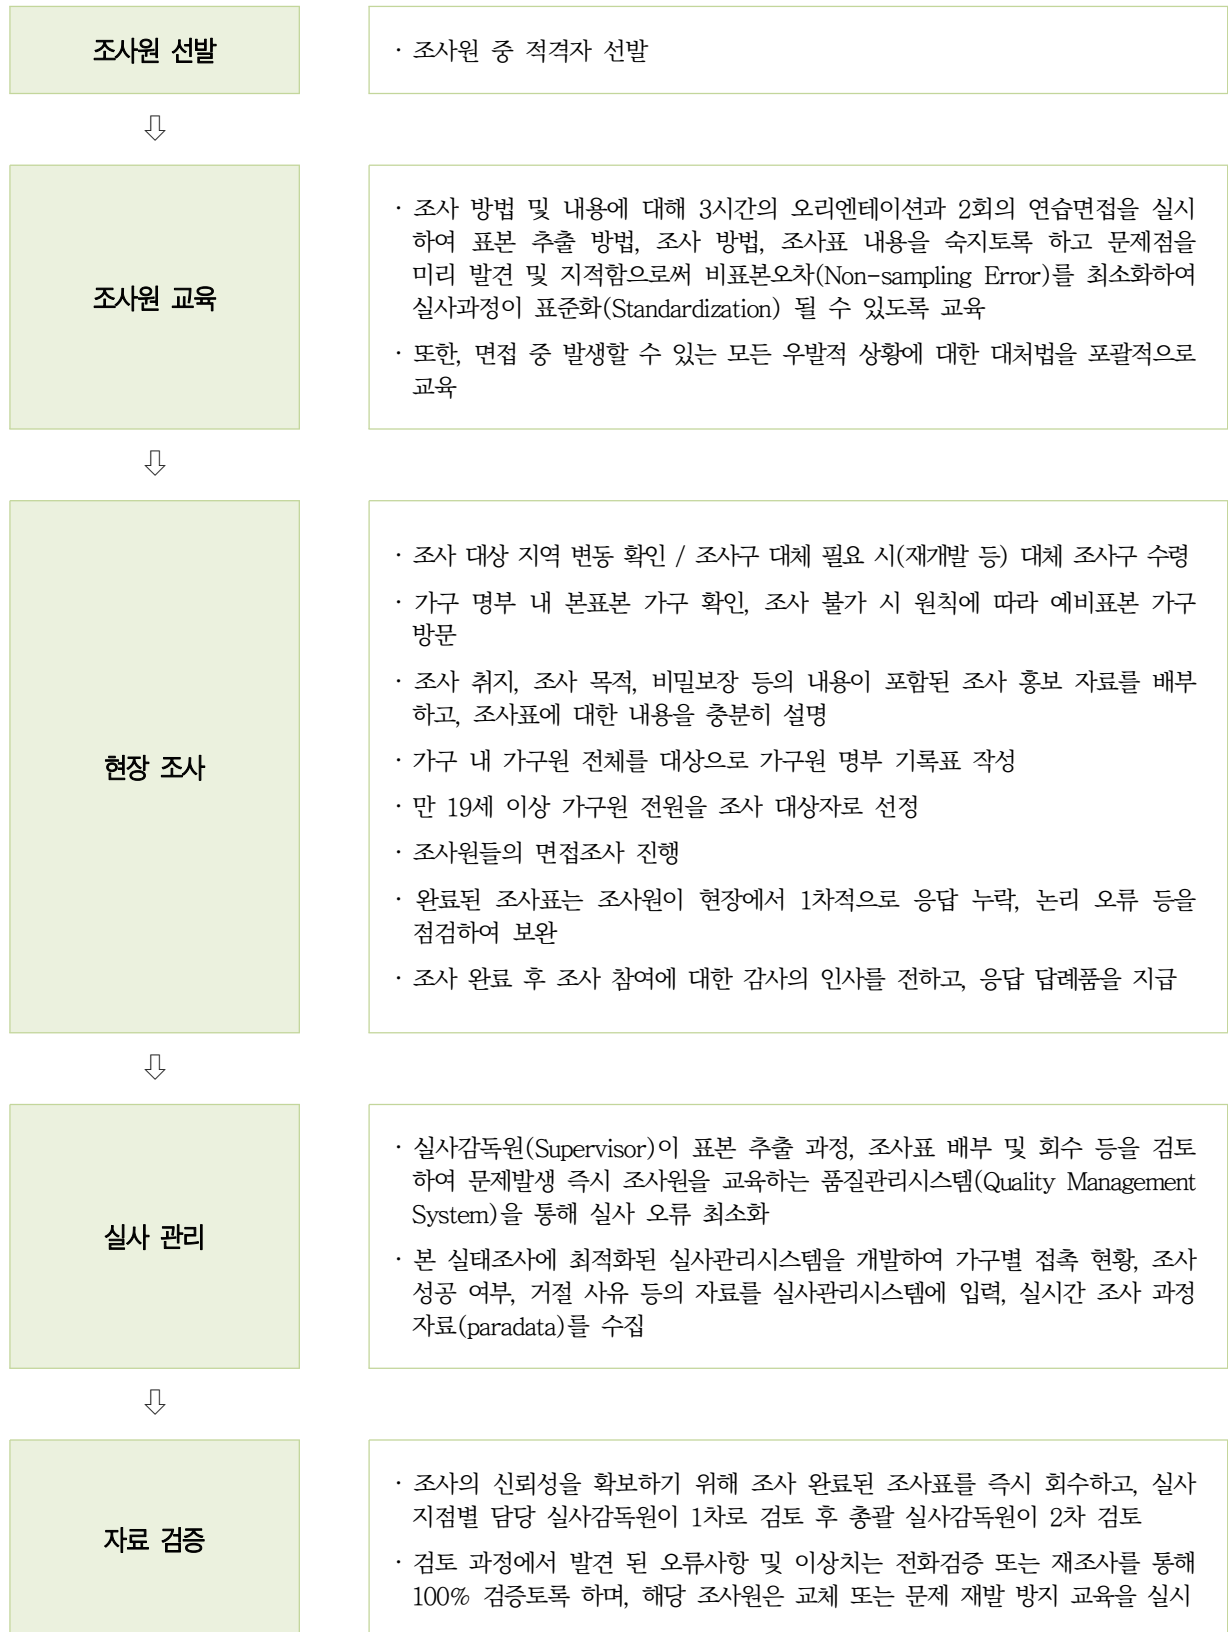 조사원 선발
· 조사원 중 적격자 선발
⇩
조사원 교육
· 조사 방법 및 내용에 대해 3시간의 오리엔테이션과 2회의 연습면접을 실시
하여 표본 추출 방법, 조사 방법, 조사표 내용을 숙지토록 하고 문제점을
미리 발견 및 지적함으로써 비표본오차(Non-sampling Error)를 최소화하여
실사과정이 표준화(Standardization) 될 수 있도록 교육
· 또한, 면접 중 발생할 수 있는 모든 우발적 상황에 대한 대처법을 포괄적으로
교육
⇩
현장 조사
· 조사 대상 지역 변동 확인 / 조사구 대체 필요 시(재개발 등) 대체 조사구 수령
· 가구 명부 내 본표본 가구 확인, 조사 불가 시 원칙에 따라 예비표본 가구
방문
· 조사 취지, 조사 목적, 비밀보장 등의 내용이 포함된 조사 홍보 자료를 배부
하고, 조사표에 대한 내용을 충분히 설명
· 가구 내 가구원 전체를 대상으로 가구원 명부 기록표 작성
· 만 19세 이상 가구원 전원을 조사 대상자로 선정
· 조사원들의 면접조사 진행
· 완료된 조사표는 조사원이 현장에서 1차적으로 응답 누락, 논리 오류 등을
점검하여 보완
· 조사 완료 후 조사 참여에 대한 감사의 인사를 전하고, 응답 답례품을 지급
⇩
실사 관리
· 실사감독원(Supervisor)이 표본 추출 과정, 조사표 배부 및 회수 등을 검토
하여 문제발생 즉시 조사원을 교육하는 품질관리시스템(Quality Management
System)을 통해 실사 오류 최소화
· 본 실태조사에 최적화된 실사관리시스템을 개발하여 가구별 접촉 현황, 조사
성공 여부, 거절 사유 등의 자료를 실사관리시스템에 입력, 실시간 조사 과정
자료(paradata)를 수집
⇩
자료 검증
· 조사의 신뢰성을 확보하기 위해 조사 완료된 조사표를 즉시 회수하고, 실사
지점별 담당 실사감독원이 1차로 검토 후 총괄 실사감독원이 2차 검토
· 검토 과정에서 발견 된 오류사항 및 이상치는 전화검증 또는 재조사를 통해
100% 검증토록 하며, 해당 조사원은 교체 또는 문제 재발 방지 교육을 실시